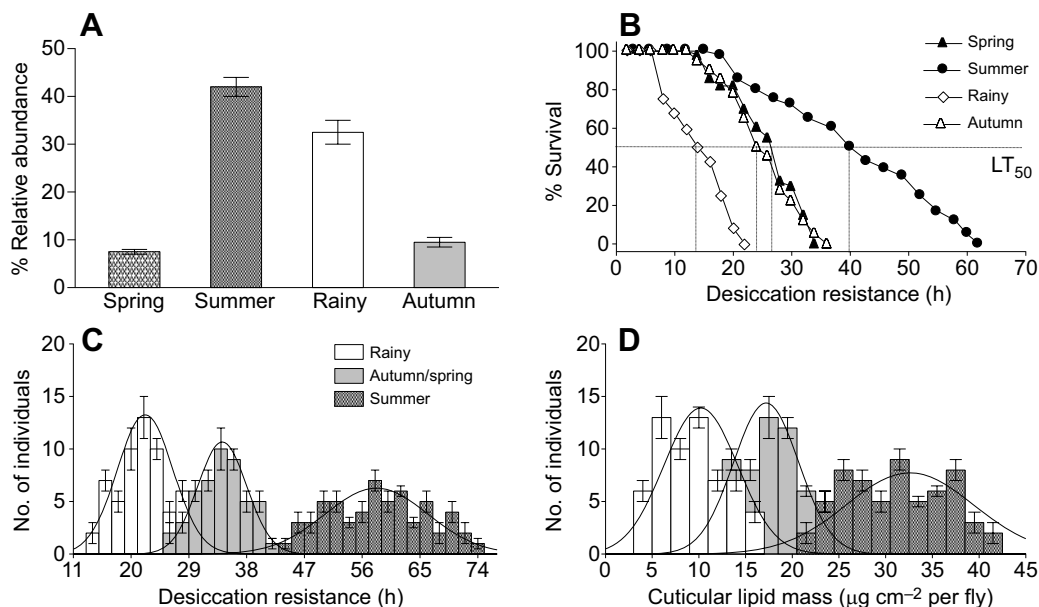 A
% Relative abundance
50
40
30
20
10
0
Spring Summer Rainy Autumn
B
% Survival
100
80
60
40
20
0
Spring
Summer
Rainy
Autumn
LT50
0 10 20 30 40 50 60 70
Desiccation resistance (h)
C
No. of individuals
20
15
10
5
0
Rainy
Autumn/spring
Summer
11 20 29 38 47 56 65 74
Desiccation resistance (h)
D
No. of individuals
20
15
10
5
0
0 5 10 15 20 25 30 35 40 45
Cuticular lipid mass (μg cm–2 per fly)